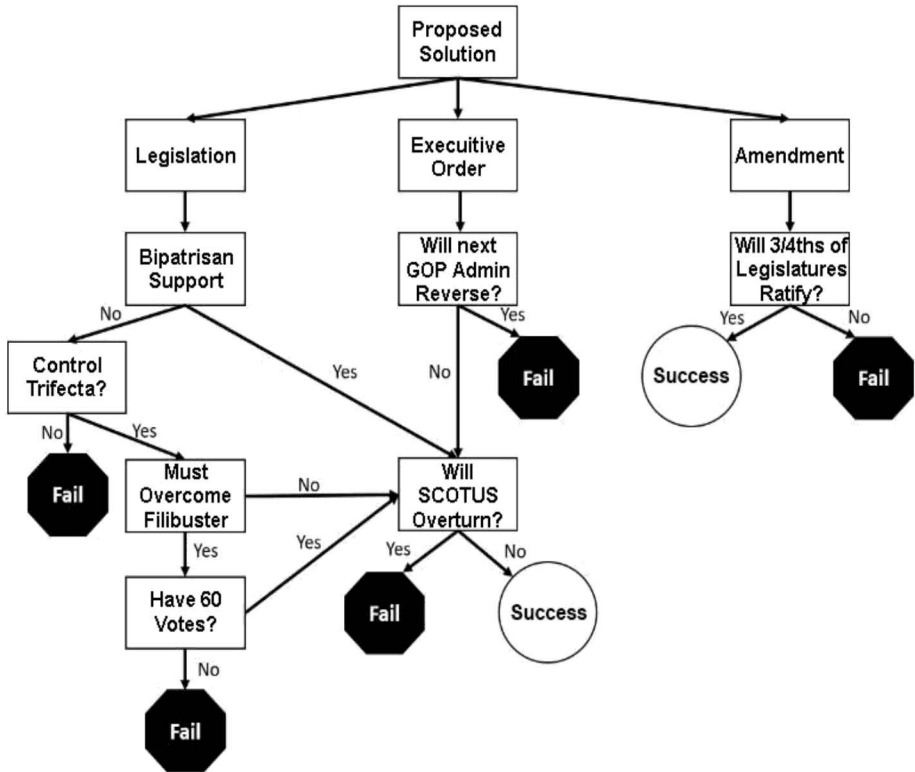 Proposed
Solution
Legislation
Executive
Order
Amendment
Bipatrisan
Support
Will next
GOP Admin
Reverse?
Will 3/4ths of
Legislatures
Ratify?
No
Yes
Yes
No
Control
Trifecta?
Yes
No
Fail
Success
Fail
No
Yes
Fail
Must
Overcome
Filibuster
No
Will
SCOTUS
Overturn?
Yes
Yes
Yes
No
Have 60
Votes?
Fail
Success
No
Fail